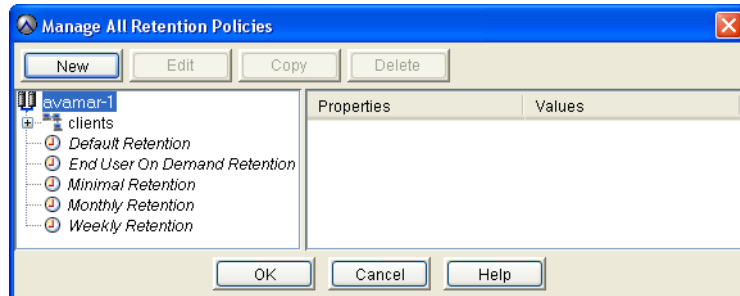 Manage All Retention Policies
New Edit Copy Delete
avamar-1
clients
Default Retention
End User On Demand Retention
Minimal Retention
Monthly Retention
Weekly Retention
Properties Values
OK Cancel Help